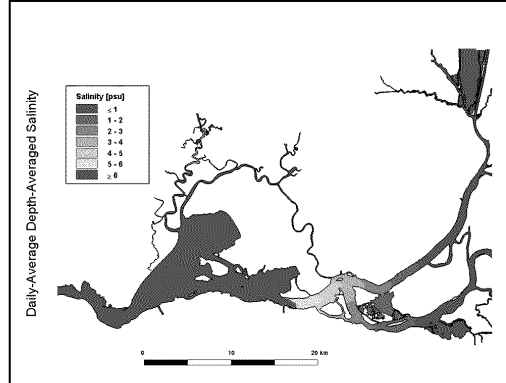 Daily-Average Depth-Averaged Salinity
Salinity [psu]
≤ 1
1 - 2
2 - 3
3 - 4
4 - 5
5 - 6
≥ 6
0 10 20 km